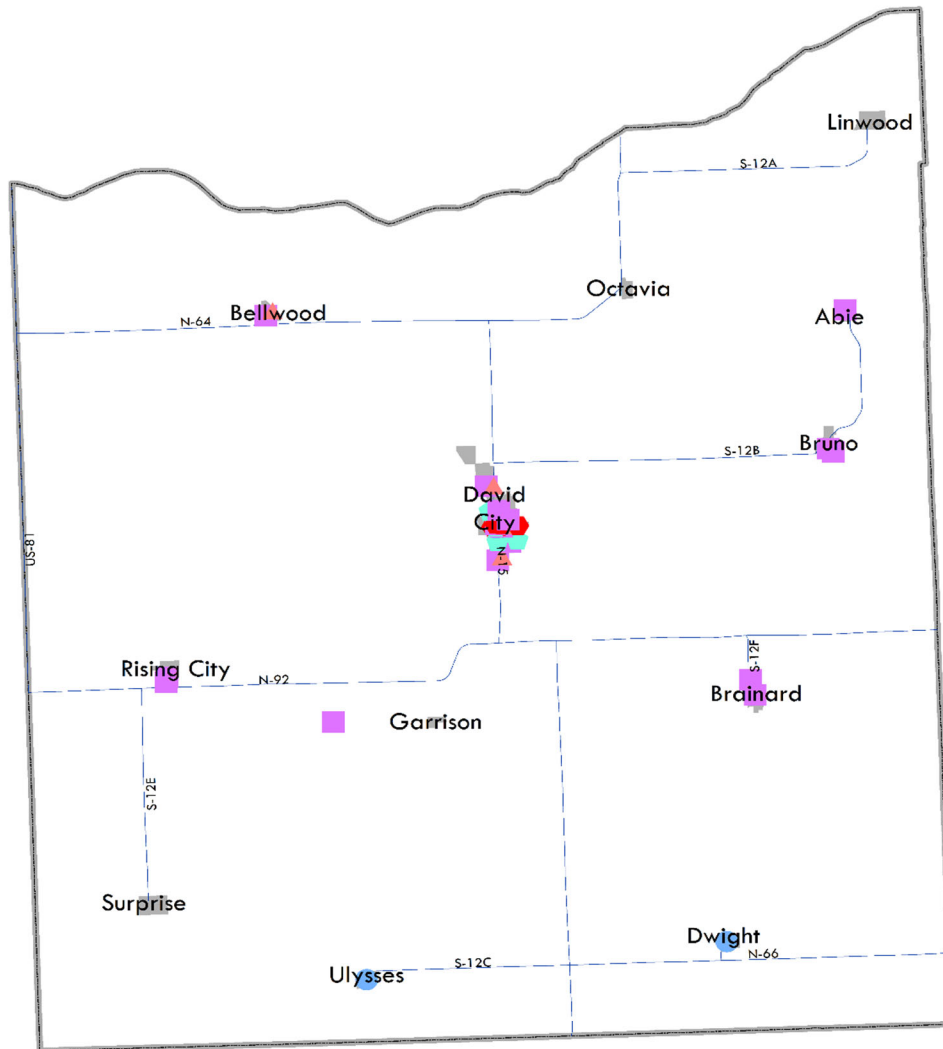 Linwood
S-12A
Octavia
Bellwood
N-64
Abie
Bruno
S-12B
David
City
N-15
US-81
Rising City
N-92
S-12F
Brainard
Garrison
S-12E
Surprise
Dwight
N-66
S-12C
Ulysses